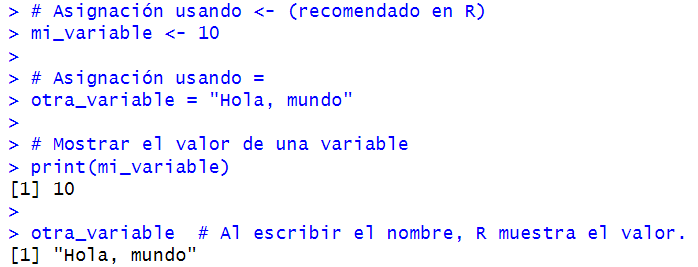 > # Asignación usando <- (recomendado en R)
> mi_variable <- 10
>
> # Asignación usando =
> otra_variable = "Hola, mundo"
>
> # Mostrar el valor de una variable
> print(mi_variable)
[1] 10
>
> otra_variable  # Al escribir el nombre, R muestra el valor.
[1] "Hola, mundo"